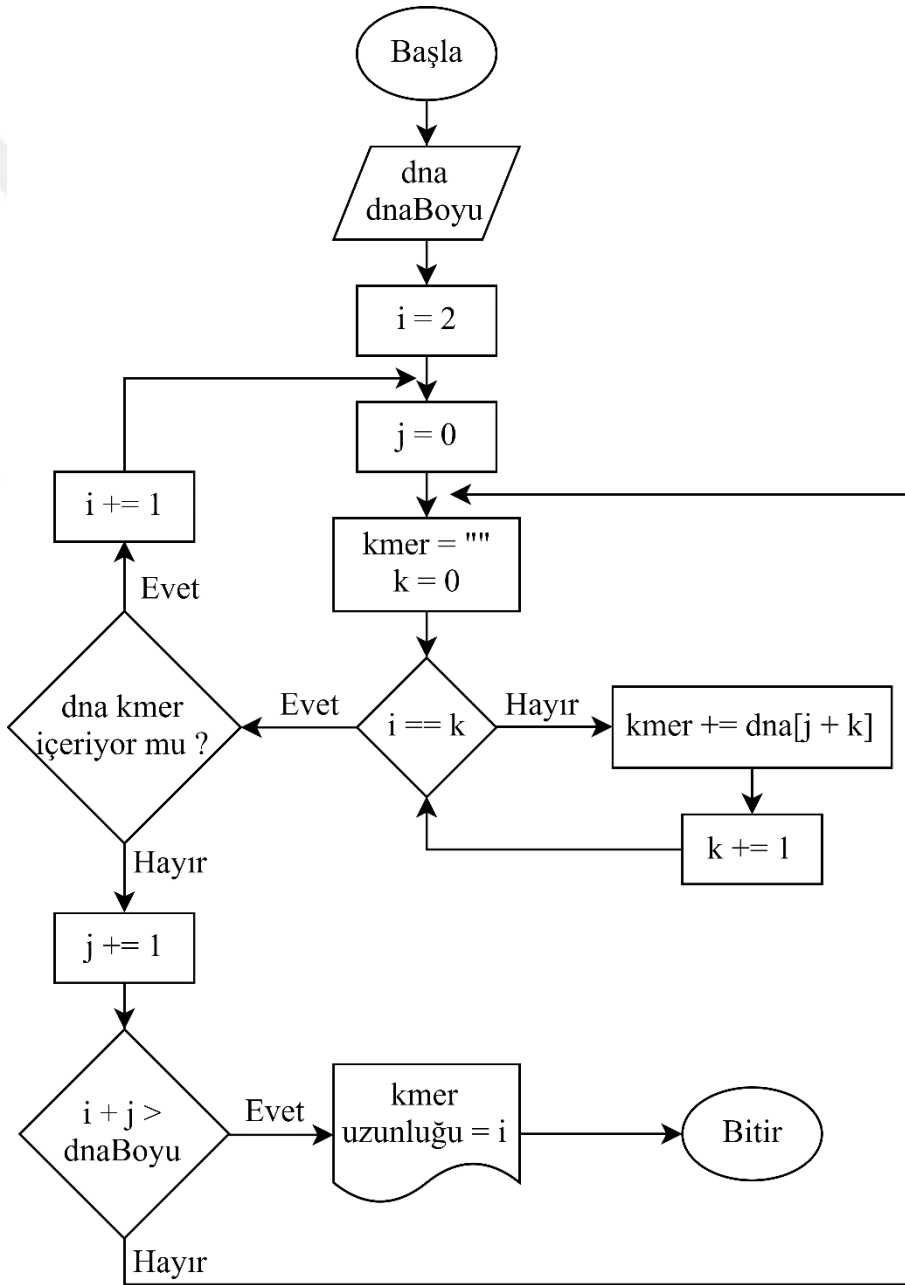 Başla
dna
dnaBoyu
i = 2
j = 0
i += 1
kmer = ""
k = 0
Evet
dna kmer
içeriyor mu ?
Evet
i == k
Hayır
kmer += dna[j + k]
k += 1
Hayır
j += 1
i + j >
dnaBoyu
Evet
kmer
uzunluğu = i
Bitir
Hayır